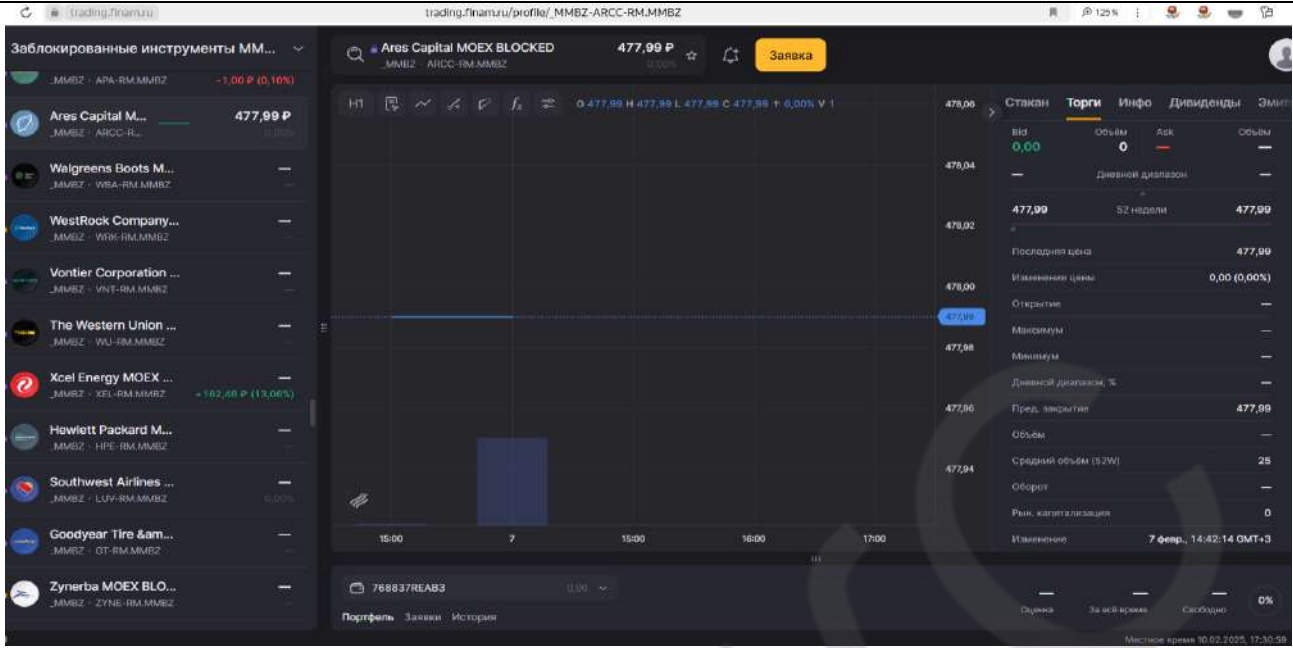 trading.finam.ru
trading.finam.ru/profile/_MMBZ-ARCC-RM.MMBZ
125 %
Заблокированные инструменты ММ...
_MMBZ · APA-RM.MMBZ
-1,00 ₽ (0,10%)
Ares Capital M...
477,99 ₽
_MMBZ · ARCC-R...
0,00%
Walgreens Boots M...
—
_MMBZ · WBA-RM.MMBZ
WestRock Company...
—
_MMBZ · WRK-RM.MMBZ
Vontier Corporation ...
—
_MMBZ · VNT-RM.MMBZ
The Western Union ...
—
_MMBZ · WU-RM.MMBZ
Xcel Energy MOEX ...
—
_MMBZ · XEL-RM.MMBZ
+162,48 ₽ (13,06%)
Hewlett Packard M...
—
_MMBZ · HPE-RM.MMBZ
Southwest Airlines ...
—
_MMBZ · LUV-RM.MMBZ
0,00%
Goodyear Tire &am...
—
_MMBZ · GT-RM.MMBZ
Zynerba MOEX BLO...
—
_MMBZ · ZYNE-RM.MMBZ
Ares Capital MOEX BLOCKED
477,99 ₽
_MMBZ · ARCC-RM.MMBZ
0,00%
Заявка
H1
O 477,99 H 477,99 L 477,99 C 477,99 + 0,00% V 1
478,06
478,04
478,02
478,00
477,99
477,98
477,96
477,94
15:00
7
15:00
16:00
17:00
Стакан Торги Инфо Дивиденды Эмит
Bid Объём Ask Объём
0,00 0 — —
— Дневной диапазон —
477,99 52 недели 477,99
Последняя цена 477,99
Изменение цены 0,00 (0,00%)
Открытие —
Максимум —
Минимум —
Дневной диапазон, % —
Пред. закрытие 477,99
Объём —
Средний объём (52W) 25
Оборот —
Рын. капитализация 0
Изменение 7 февр., 14:42:14 GMT+3
768837REAB3
0,00
Портфель Заявки История
— Оценка
— За всё время
— Свободно
0%
Местное время 10.02.2025, 17:30:59